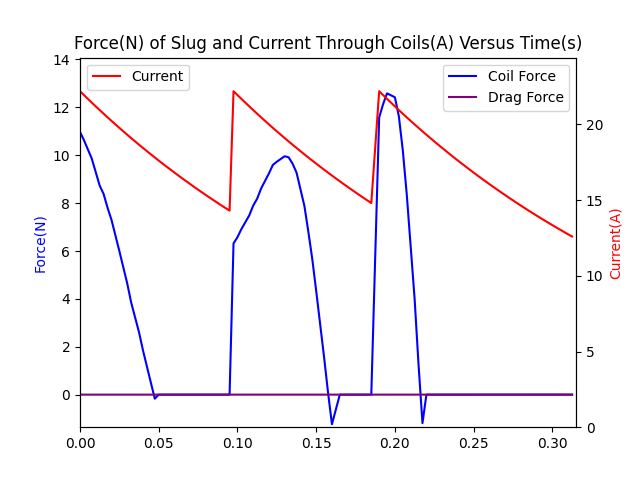 Force(N) of Slug and Current Through Coils(A) Versus Time(s)
Current
Coil Force
Drag Force
Force(N)
14
12
10
8
6
4
2
0
20
15
10
5
0
Current(A)
0.00 0.05 0.10 0.15 0.20 0.25 0.30